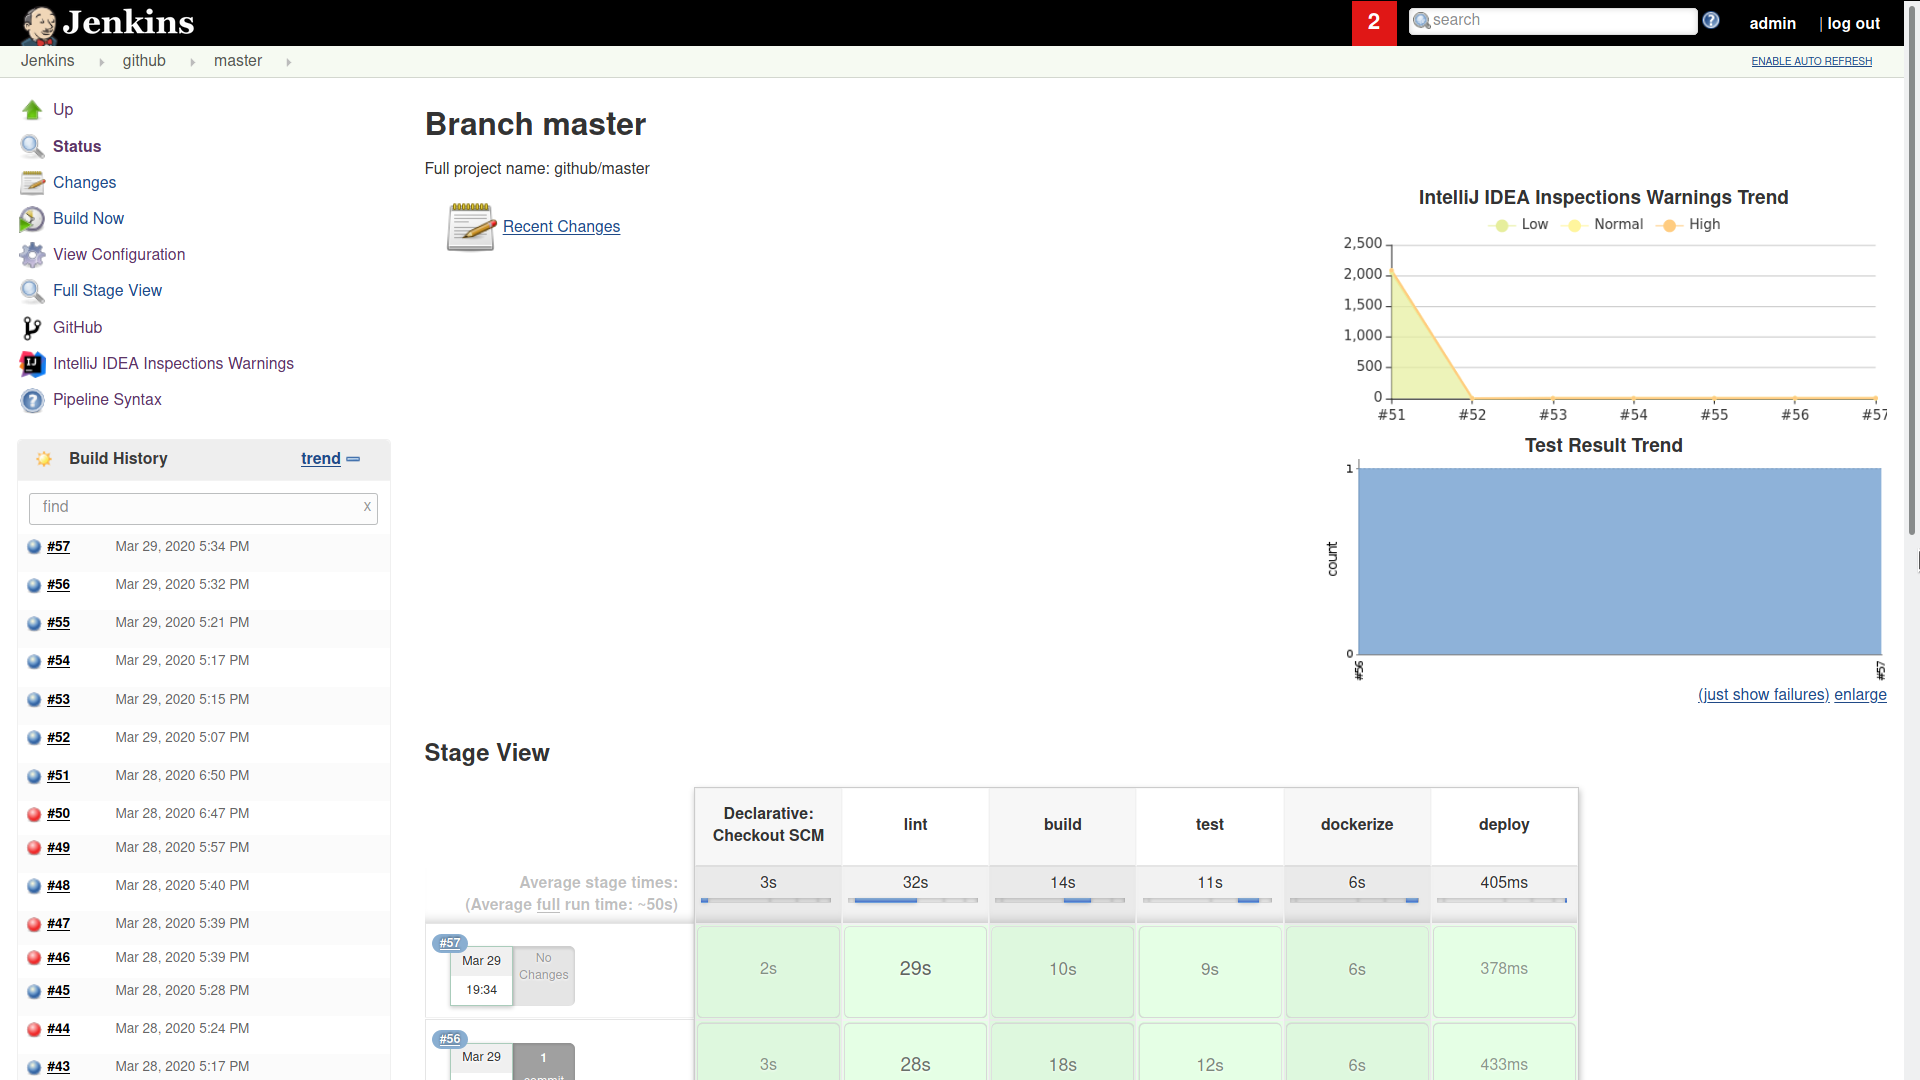 Jenkins
2
search
admin
| log out
Jenkins
github
master
ENABLE AUTO REFRESH
Up
Status
Changes
Build Now
View Configuration
Full Stage View
GitHub
IntelliJ IDEA Inspections Warnings
Pipeline Syntax
Build History
trend
find
x
#57 Mar 29, 2020 5:34 PM
#56 Mar 29, 2020 5:32 PM
#55 Mar 29, 2020 5:21 PM
#54 Mar 29, 2020 5:17 PM
#53 Mar 29, 2020 5:15 PM
#52 Mar 29, 2020 5:07 PM
#51 Mar 28, 2020 6:50 PM
#50 Mar 28, 2020 6:47 PM
#49 Mar 28, 2020 5:57 PM
#48 Mar 28, 2020 5:40 PM
#47 Mar 28, 2020 5:39 PM
#46 Mar 28, 2020 5:39 PM
#45 Mar 28, 2020 5:28 PM
#44 Mar 28, 2020 5:24 PM
#43 Mar 28, 2020 5:17 PM
Branch master
Full project name: github/master
Recent Changes
IntelliJ IDEA Inspections Warnings Trend
Low Normal High
2,500
2,000
1,500
1,000
500
0
#51 #52 #53 #54 #55 #56 #57
Test Result Trend
1
count
0
#56 #57
(just show failures) enlarge
Stage View
Declarative:
Checkout SCM
lint
build
test
dockerize
deploy
Average stage times:
(Average full run time: ~50s)
3s 32s 14s 11s 6s 405ms
#57
Mar 29
19:34
No
Changes
2s 29s 10s 9s 6s 378ms
#56
Mar 29
1
commit
3s 28s 18s 12s 6s 433ms